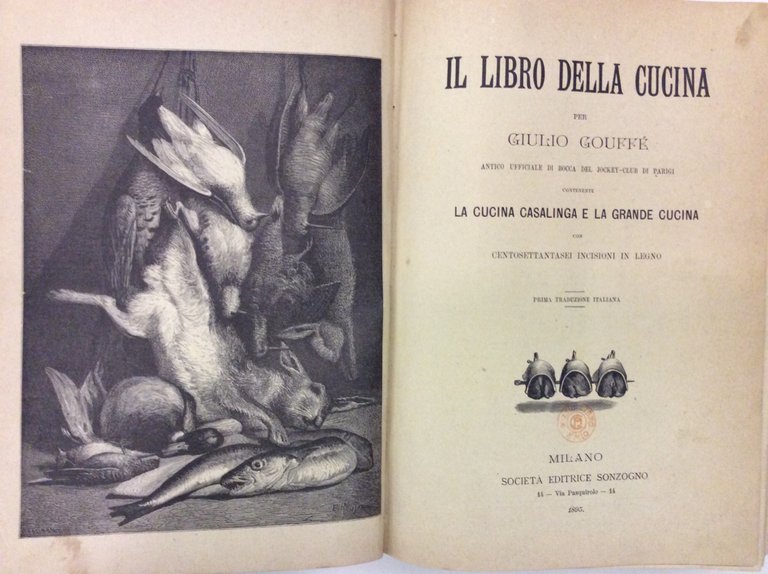 IL LIBRO DELLA CUCINA
PER
GIULIO GOUFFÉ
ANTICO UFFICIALE DI BOCCA DEL JOCKEY-CLUB DI PARIGI
CONTENENTE
LA CUCINA CASALINGA E LA GRANDE CUCINA
CON
CENTOSETTANTASEI INCISIONI IN LEGNO
PRIMA TRADUZIONE ITALIANA
MILANO
SOCIETÀ EDITRICE SONZOGNO
14 — Via Pasquirolo — 14
1895.